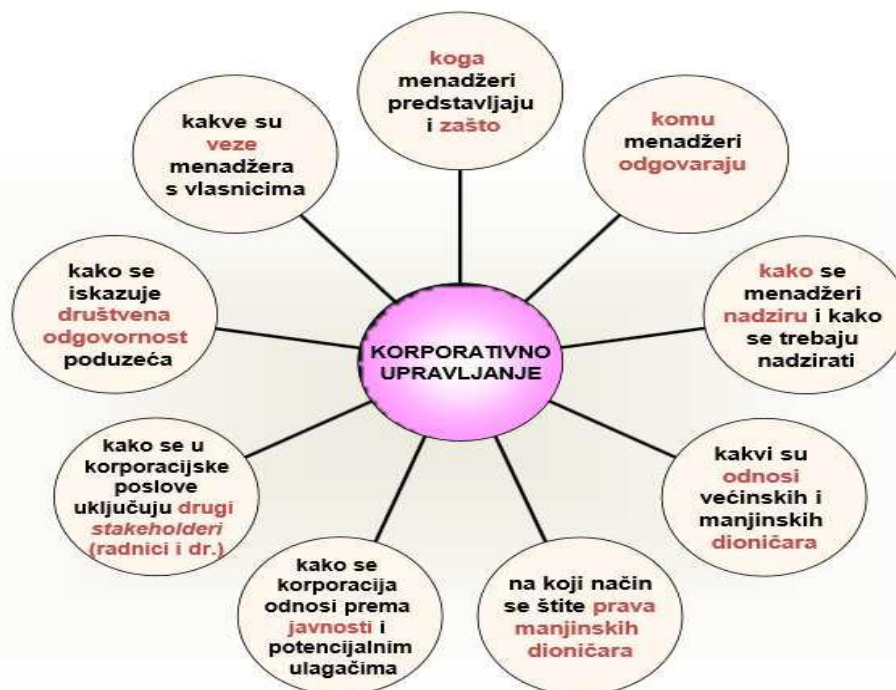 koga
menadžeri
predstavljaju
i zašto
komu
menadžeri
odgovaraju
kako se
menadžeri
nadziru i kako
se trebaju
nadzirati
kakvi su
odnosi
većinskih i
manjinskih
dioničara
na koji način
se štite prava
manjinskih
dioničara
kako se
korporacija
odnosi prema
javnosti i
potencijalnim
ulagačima
kako se u
korporacijske
poslove
uključuju drugi
stakeholderi
(radnici i dr.)
kako se
iskazuje
društvena
odgovornost
poduzeća
kakve su
veze
menadžera
s vlasnicima
KORPORATIVNO
UPRAVLJANJE